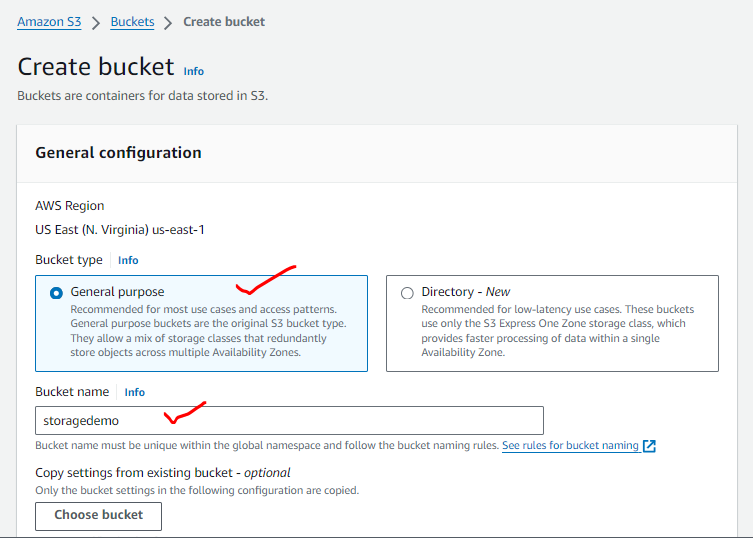 Amazon S3 > Buckets > Create bucket
Create bucket Info
Buckets are containers for data stored in S3.
General configuration
AWS Region
US East (N. Virginia) us-east-1
Bucket type Info
General purpose
Recommended for most use cases and access patterns.
General purpose buckets are the original S3 bucket type.
They allow a mix of storage classes that redundantly
store objects across multiple Availability Zones.
Directory - New
Recommended for low-latency use cases. These buckets
use only the S3 Express One Zone storage class, which
provides faster processing of data within a single
Availability Zone.
Bucket name Info
storagedemo
Bucket name must be unique within the global namespace and follow the bucket naming rules. See rules for bucket naming
Copy settings from existing bucket - optional
Only the bucket settings in the following configuration are copied.
Choose bucket